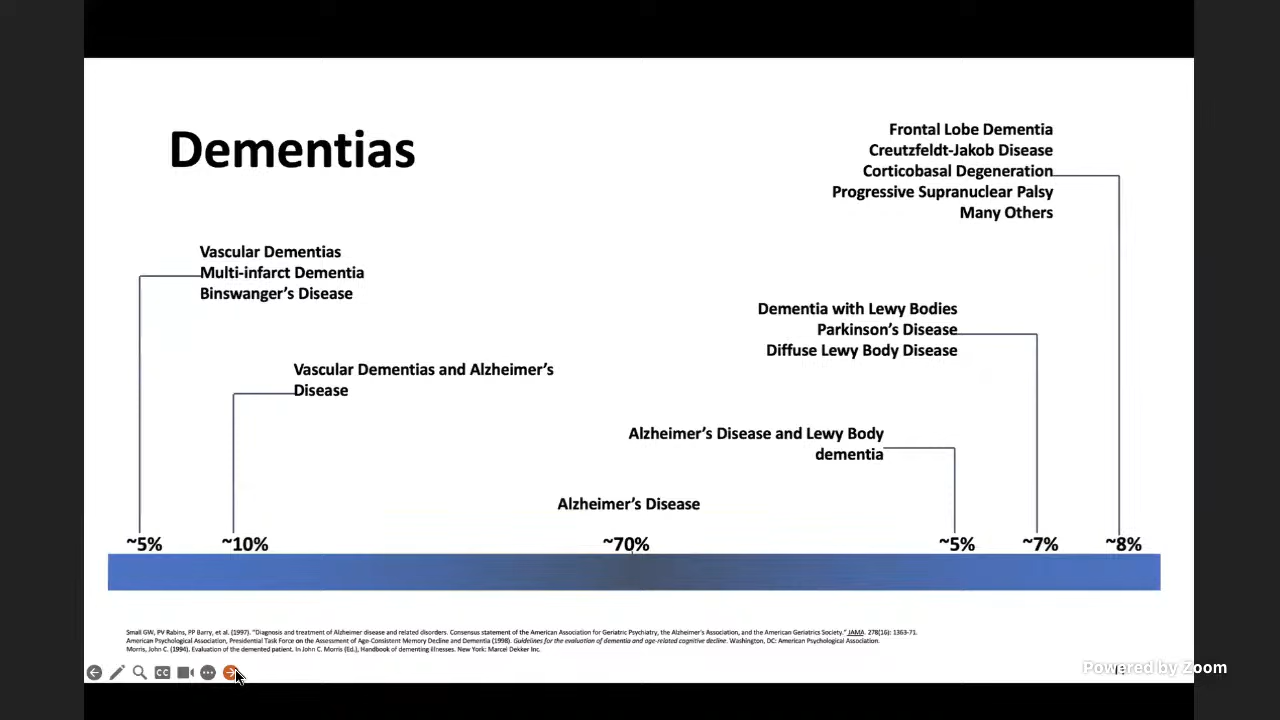 Dementias
Frontal Lobe Dementia
Creutzfeldt-Jakob Disease
Corticobasal Degeneration
Progressive Supranuclear Palsy
Many Others
Vascular Dementias
Multi-infarct Dementia
Binswanger's Disease
Dementia with Lewy Bodies
Parkinson's Disease
Diffuse Lewy Body Disease
Vascular Dementias and Alzheimer's
Disease
Alzheimer's Disease and Lewy Body
dementia
Alzheimer's Disease
~5% ~10% ~70% ~5% ~7% ~8%
Small GW, PV Rabins, PP Barry, et al. (1997). "Diagnosis and treatment of Alzheimer disease and related disorders. Consensus statement of the American Association for Geriatric Psychiatry, the Alzheimer's Association, and the American Geriatrics Society." JAMA. 278(16): 1363-71.
American Psychological Association, Presidential Task Force on the Assessment of Age-Consistent Memory Decline and Dementia (1998). Guidelines for the evaluation of dementia and age-related cognitive decline. Washington, DC: American Psychological Association.
Morris, John C. (1994). Evaluation of the demented patient. In John C. Morris (Ed.), Handbook of dementing illnesses. New York: Marcel Dekker Inc.
CC
Powered by Zoom